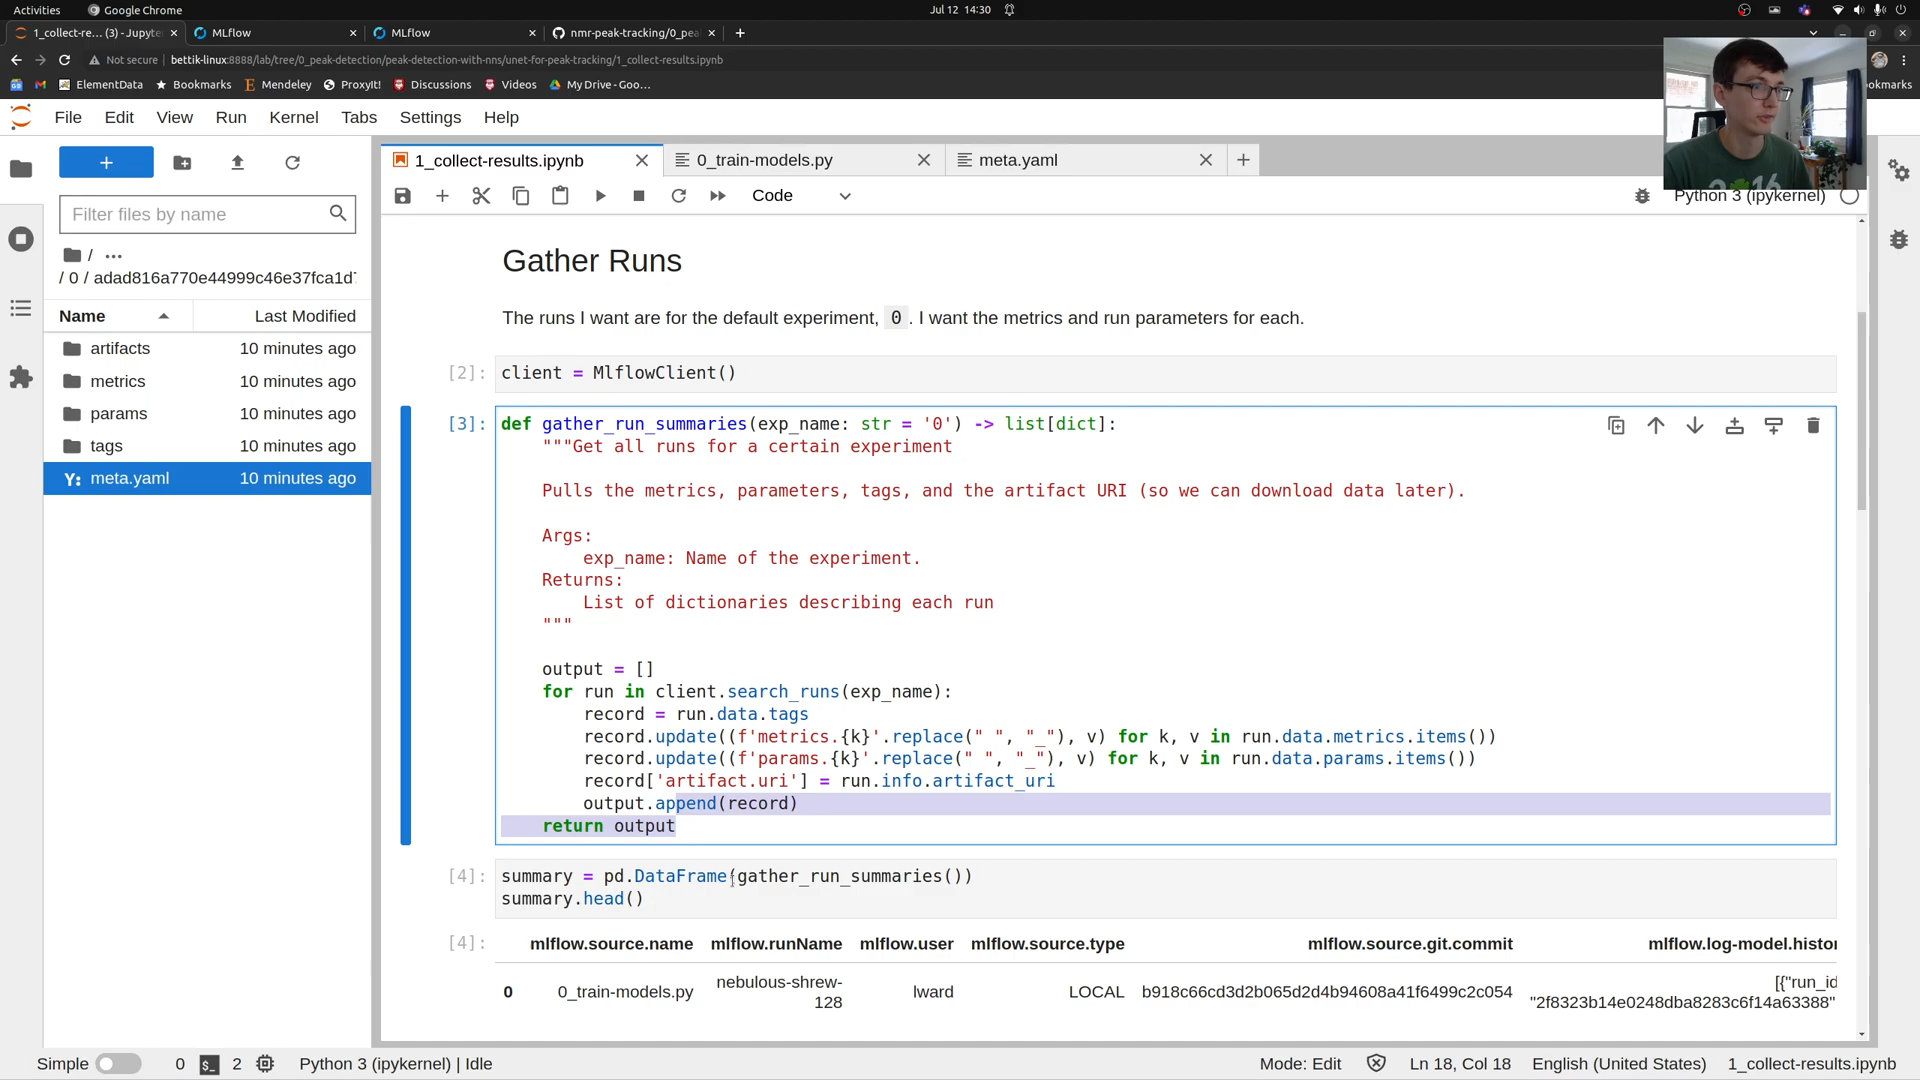 Activities
Google Chrome
Jul 12 14:30
1_collect-re… (3) - Jupyte
MLflow
MLflow
nmr-peak-tracking/0_pea
Not secure
bettik-linux:8888/lab/tree/0_peak-detection/peak-detection-with-nns/unet-for-peak-tracking/1_collect-results.ipynb
ElementData
Bookmarks
Mendeley
ProxyIt!
Discussions
Videos
My Drive - Goo…
okmarks
File
Edit
View
Run
Kernel
Tabs
Settings
Help
+
Filter files by name
/ …
/ 0 / adad816a770e44999c46e37fca1d7
Name
Last Modified
artifacts
10 minutes ago
metrics
10 minutes ago
params
10 minutes ago
tags
10 minutes ago
Y: meta.yaml
10 minutes ago
1_collect-results.ipynb
0_train-models.py
meta.yaml
Code
Python 3 (ipykernel)
Gather Runs
The runs I want are for the default experiment, 0 . I want the metrics and run parameters for each.
[2]: client = MlflowClient()
[3]: def gather_run_summaries(exp_name: str = '0') -> list[dict]:
"""Get all runs for a certain experiment
Pulls the metrics, parameters, tags, and the artifact URI (so we can download data later).
Args:
exp_name: Name of the experiment.
Returns:
List of dictionaries describing each run
"""
output = []
for run in client.search_runs(exp_name):
record = run.data.tags
record.update((f'metrics.{k}'.replace(" ", "_"), v) for k, v in run.data.metrics.items())
record.update((f'params.{k}'.replace(" ", "_"), v) for k, v in run.data.params.items())
record['artifact.uri'] = run.info.artifact_uri
output.append(record)
return output
[4]: summary = pd.DataFrame(gather_run_summaries())
summary.head()
[4]: mlflow.source.name mlflow.runName mlflow.user mlflow.source.type mlflow.source.git.commit mlflow.log-model.histor
0 0_train-models.py nebulous-shrew-128 lward LOCAL b918c66cd3d2b065d2d4b94608a41f6499c2c054 [{"run_id
"2f8323b14e0248dba8283c6f14a63388"
Simple
0
$_
2
Python 3 (ipykernel) | Idle
Mode: Edit
Ln 18, Col 18
English (United States)
1_collect-results.ipynb